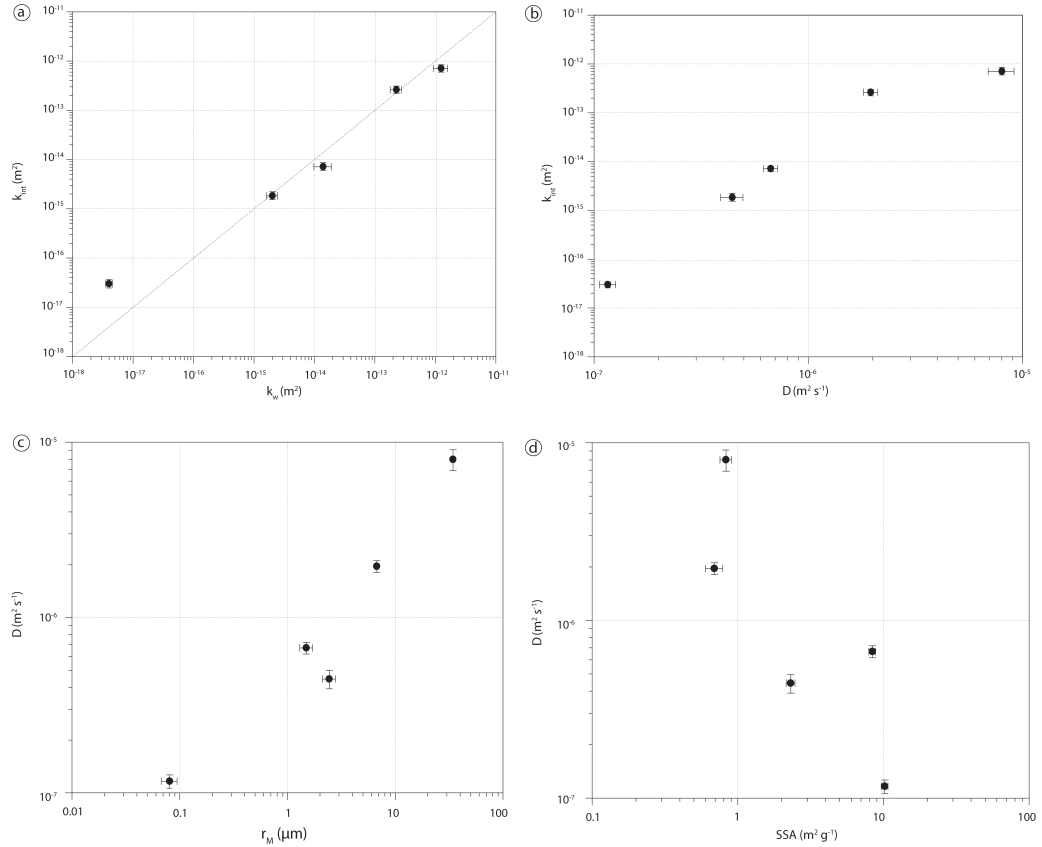 ⓐ
10⁻¹¹
10⁻¹²
10⁻¹³
10⁻¹⁴
10⁻¹⁵
10⁻¹⁶
10⁻¹⁷
10⁻¹⁸
k_int (m²)
10⁻¹⁸ 10⁻¹⁷ 10⁻¹⁶ 10⁻¹⁵ 10⁻¹⁴ 10⁻¹³ 10⁻¹² 10⁻¹¹
k_w (m²)
ⓑ
10⁻¹¹
10⁻¹²
10⁻¹³
10⁻¹⁴
10⁻¹⁵
10⁻¹⁶
10⁻¹⁷
10⁻¹⁸
k_int (m²)
10⁻⁷ 10⁻⁶ 10⁻⁵
D (m² s⁻¹)
ⓒ
10⁻⁵
10⁻⁶
10⁻⁷
D (m² s⁻¹)
0.01 0.1 1 10 100
r_M (µm)
ⓓ
10⁻⁵
10⁻⁶
10⁻⁷
D (m² s⁻¹)
0.1 1 10 100
SSA (m² g⁻¹)